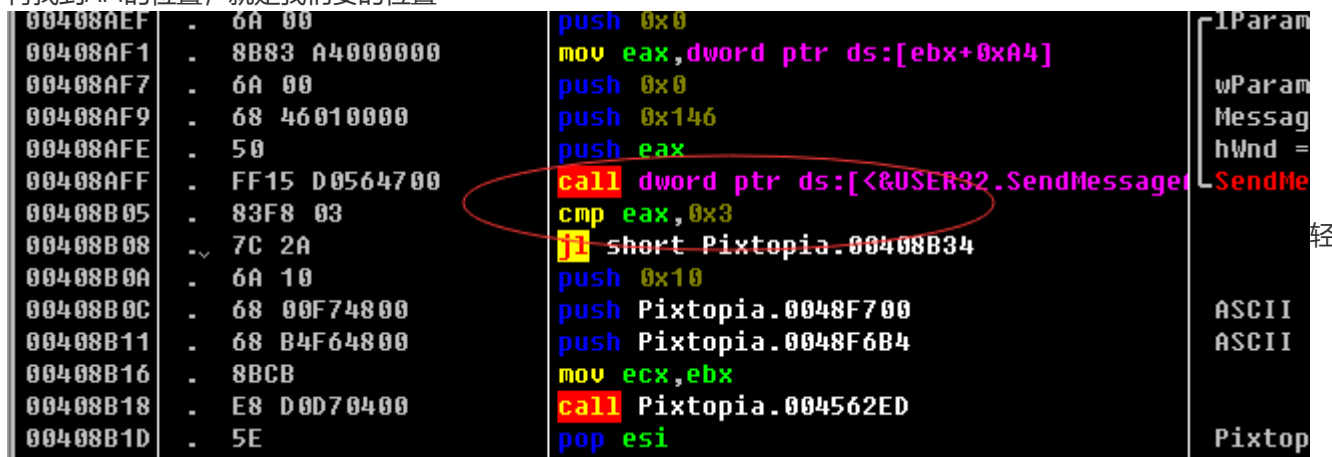 00408AEF . 6A 00 push 0x0 lParam
00408AF1 . 8B83 A4000000 mov eax,dword ptr ds:[ebx+0xA4]
00408AF7 . 6A 00 push 0x0 wParam
00408AF9 . 68 46010000 push 0x146 Messag
00408AFE . 50 push eax hWnd =
00408AFF . FF15 D0564700 call dword ptr ds:[<&USER32.SendMessage SendMe
00408B05 . 83F8 03 cmp eax,0x3
00408B08 .v 7C 2A jl short Pixtopia.00408B34
轻
00408B0A . 6A 10 push 0x10
00408B0C . 68 00F74800 push Pixtopia.0048F700 ASCII
00408B11 . 68 B4F64800 push Pixtopia.0048F6B4 ASCII
00408B16 . 8BCB mov ecx,ebx
00408B18 . E8 D0D70400 call Pixtopia.004562ED
00408B1D . 5E pop esi Pixtop